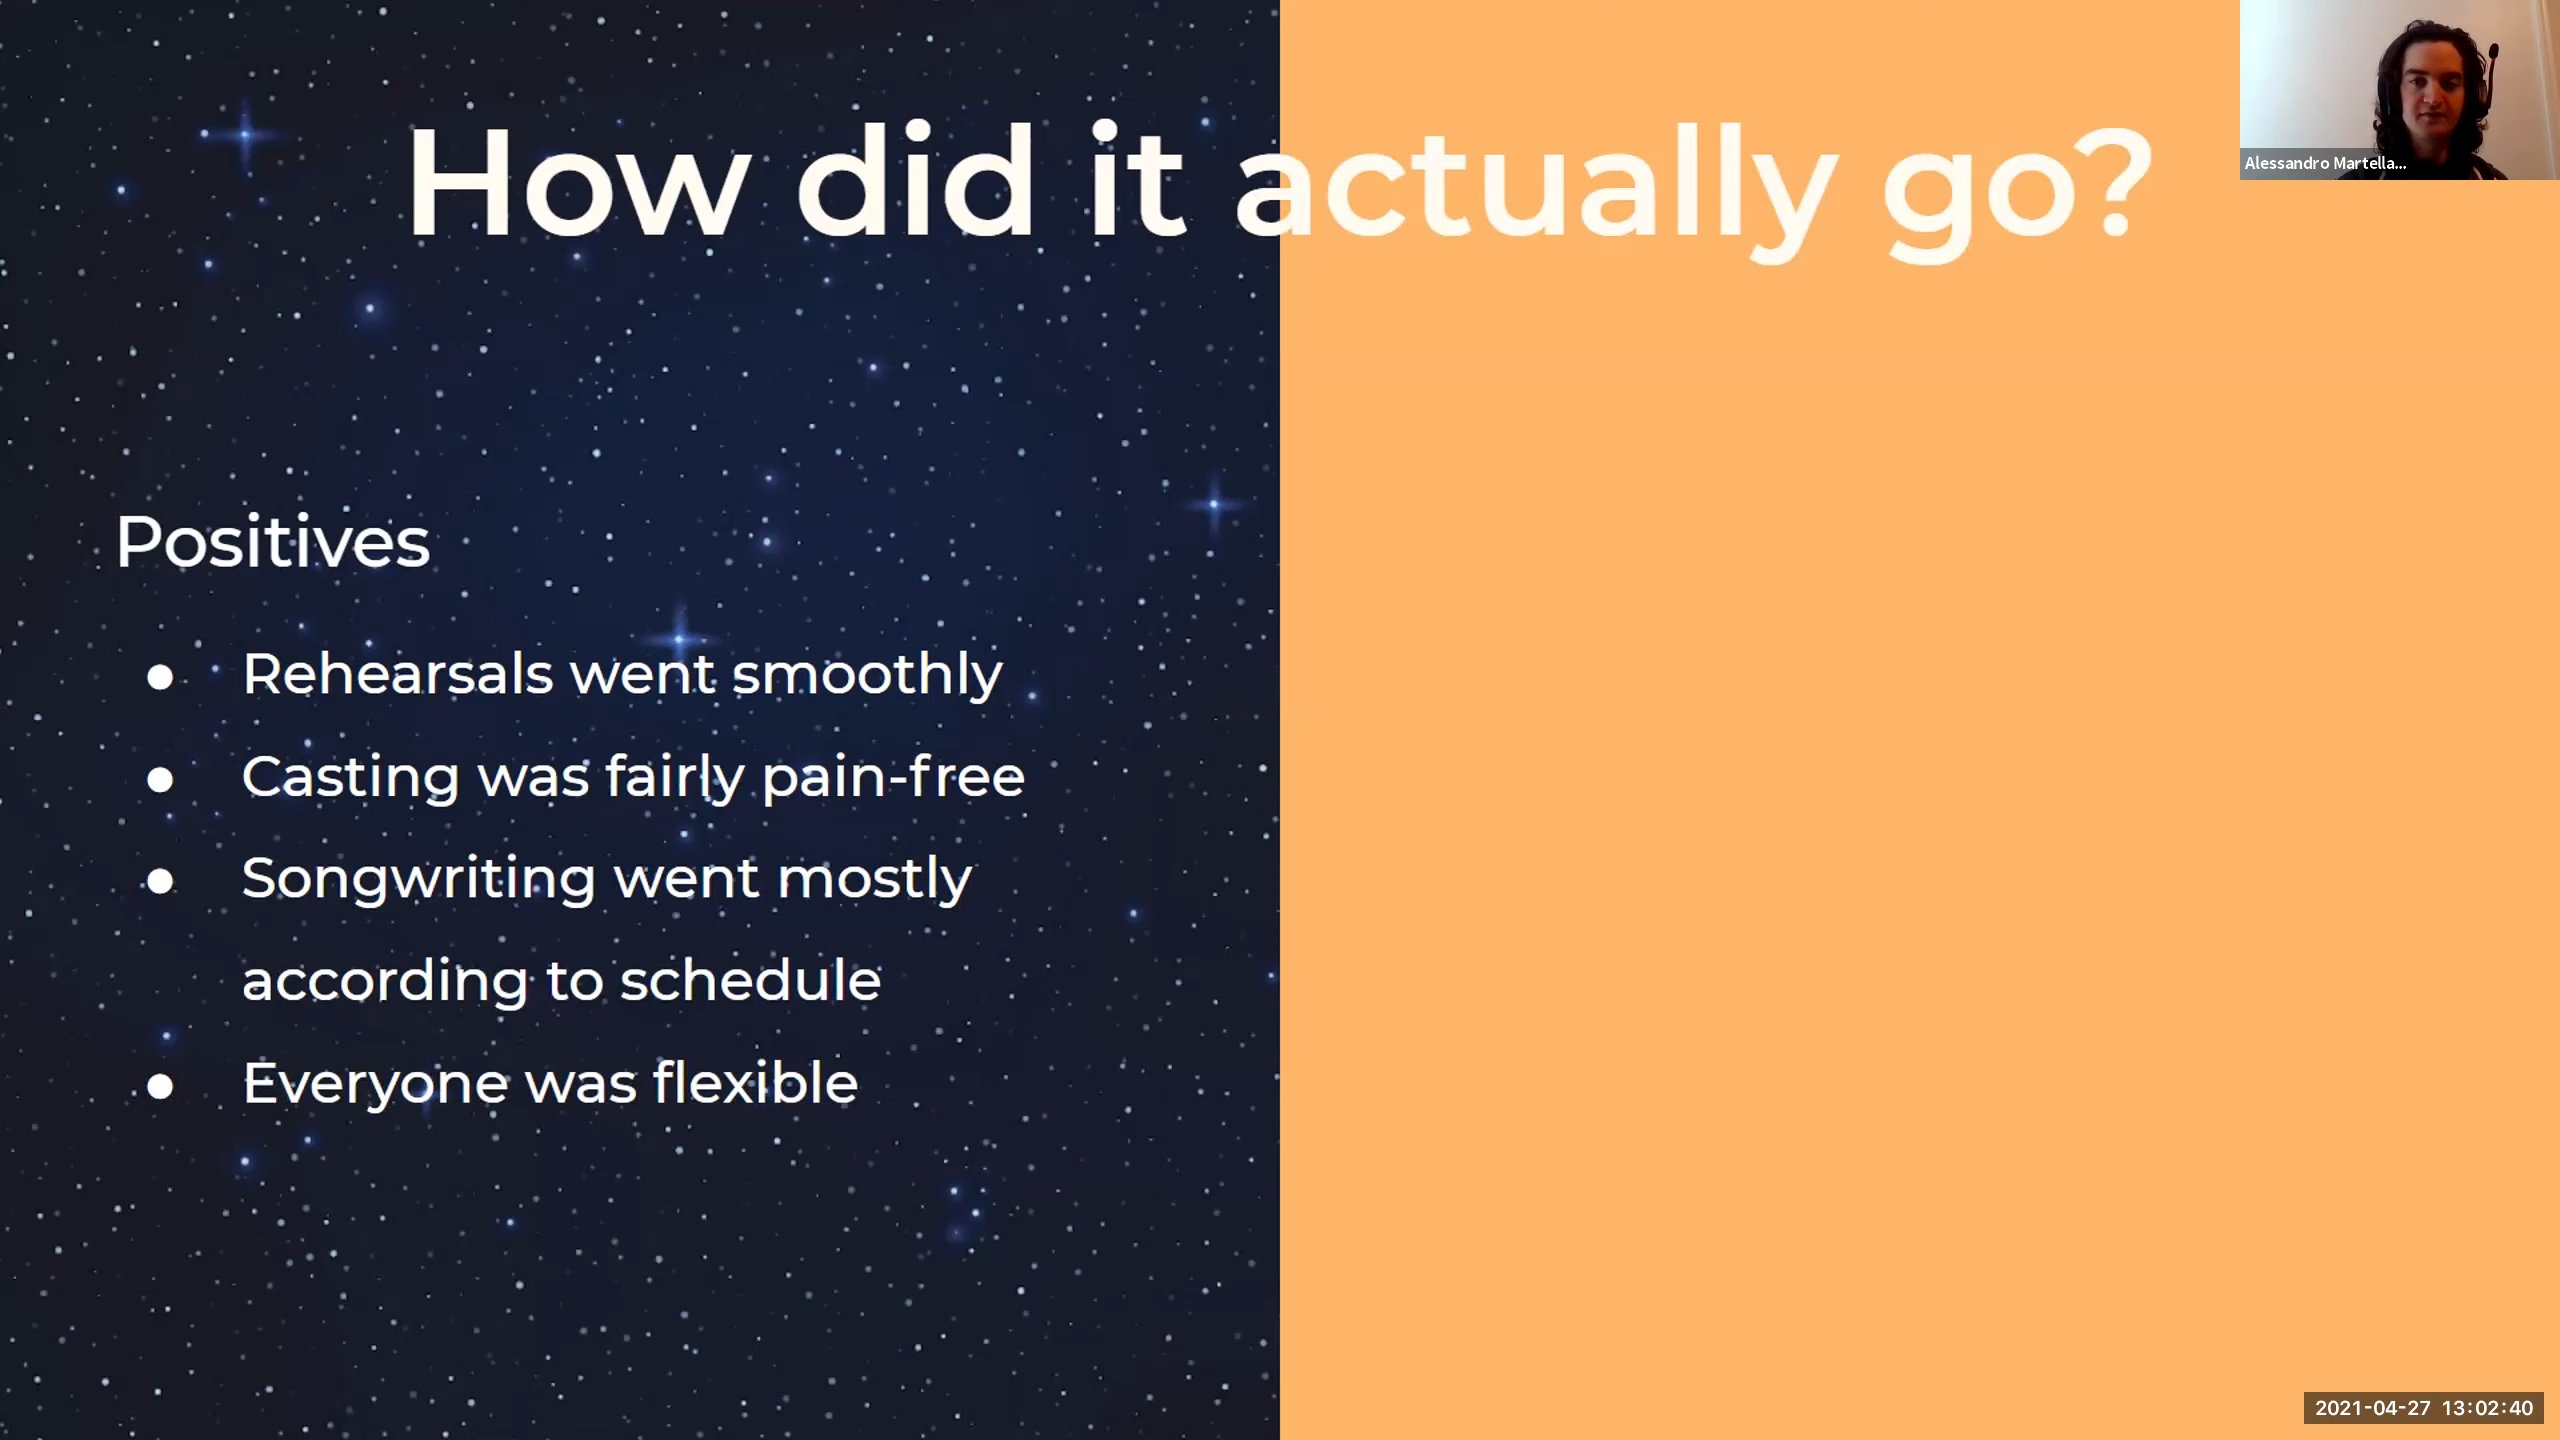 How did it actually go?
Alessandro Martella...
Positives
● Rehearsals went smoothly
● Casting was fairly pain-free
● Songwriting went mostly
according to schedule
● Everyone was flexible
2021-04-27 13:02:40